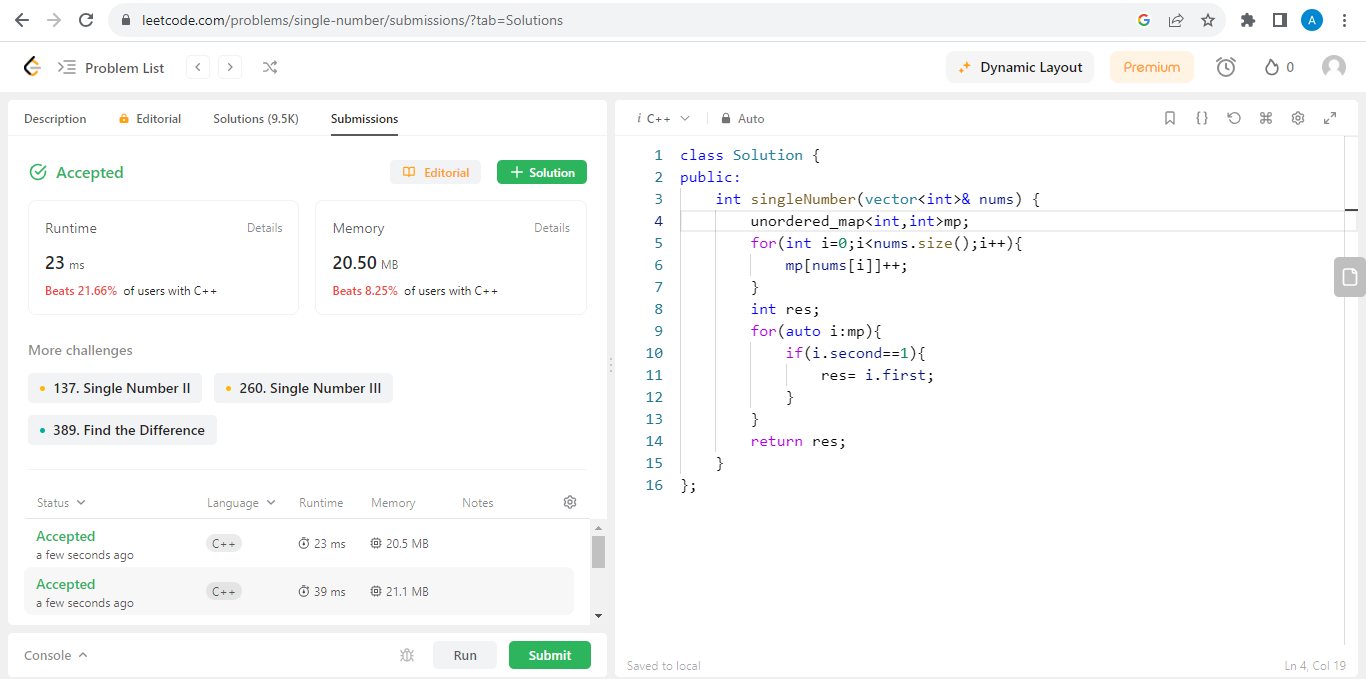 leetcode.com/problems/single-number/submissions/?tab=Solutions
G
A
Problem List
Dynamic Layout
Premium
0
Description
Editorial
Solutions (9.5K)
Submissions
Accepted
Editorial
+ Solution
Runtime
Details
23 ms
Beats 21.66% of users with C++
Memory
Details
20.50 MB
Beats 8.25% of users with C++
More challenges
137. Single Number II
260. Single Number III
389. Find the Difference
Status
Language
Runtime
Memory
Notes
Accepted
a few seconds ago
C++
23 ms
20.5 MB
Accepted
a few seconds ago
C++
39 ms
21.1 MB
Console
Run
Submit
i C++
Auto
{}
1 class Solution {
2 public:
3 int singleNumber(vector<int>& nums) {
4 unordered_map<int,int>mp;
5 for(int i=0;i<nums.size();i++){
6 mp[nums[i]]++;
7 }
8 int res;
9 for(auto i:mp){
10 if(i.second==1){
11 res= i.first;
12 }
13 }
14 return res;
15 }
16 };
Saved to local
Ln 4, Col 19